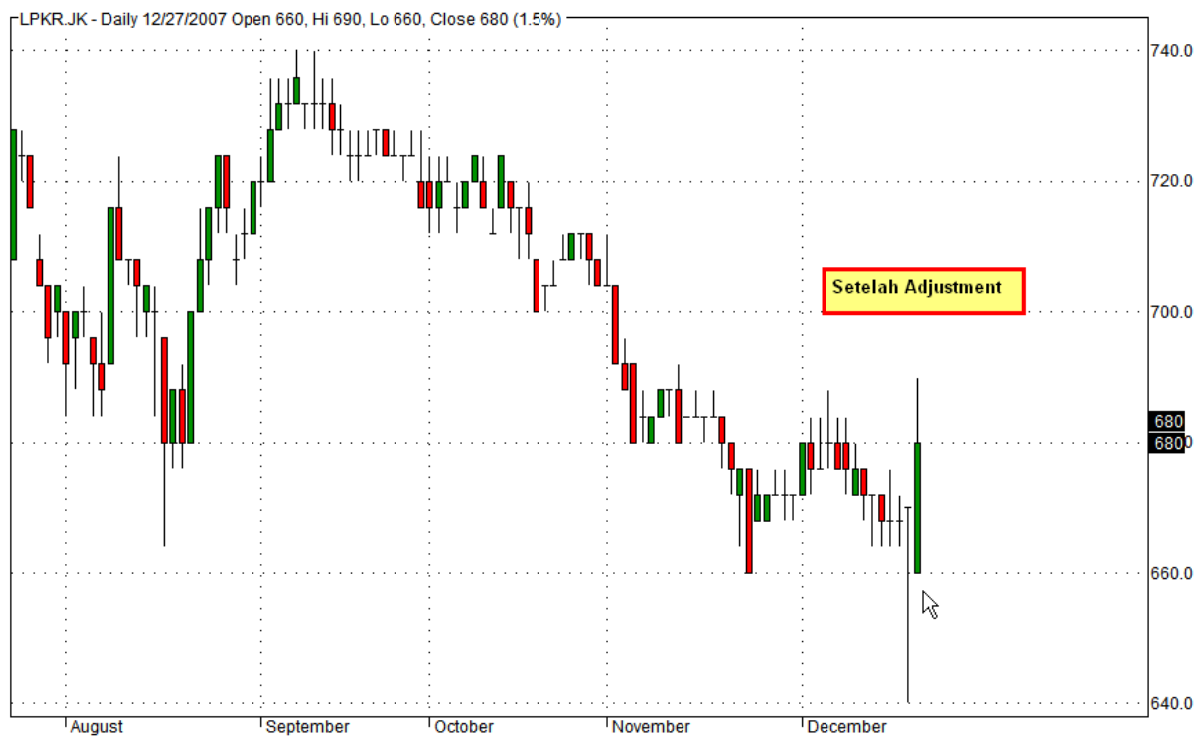 LPKR.JK - Daily 12/27/2007 Open 660, Hi 690, Lo 660, Close 680 (1.5%)
740.0
720.0
Setelah Adjustment
700.0
680
680
0
660.0
640.0
August September October November December